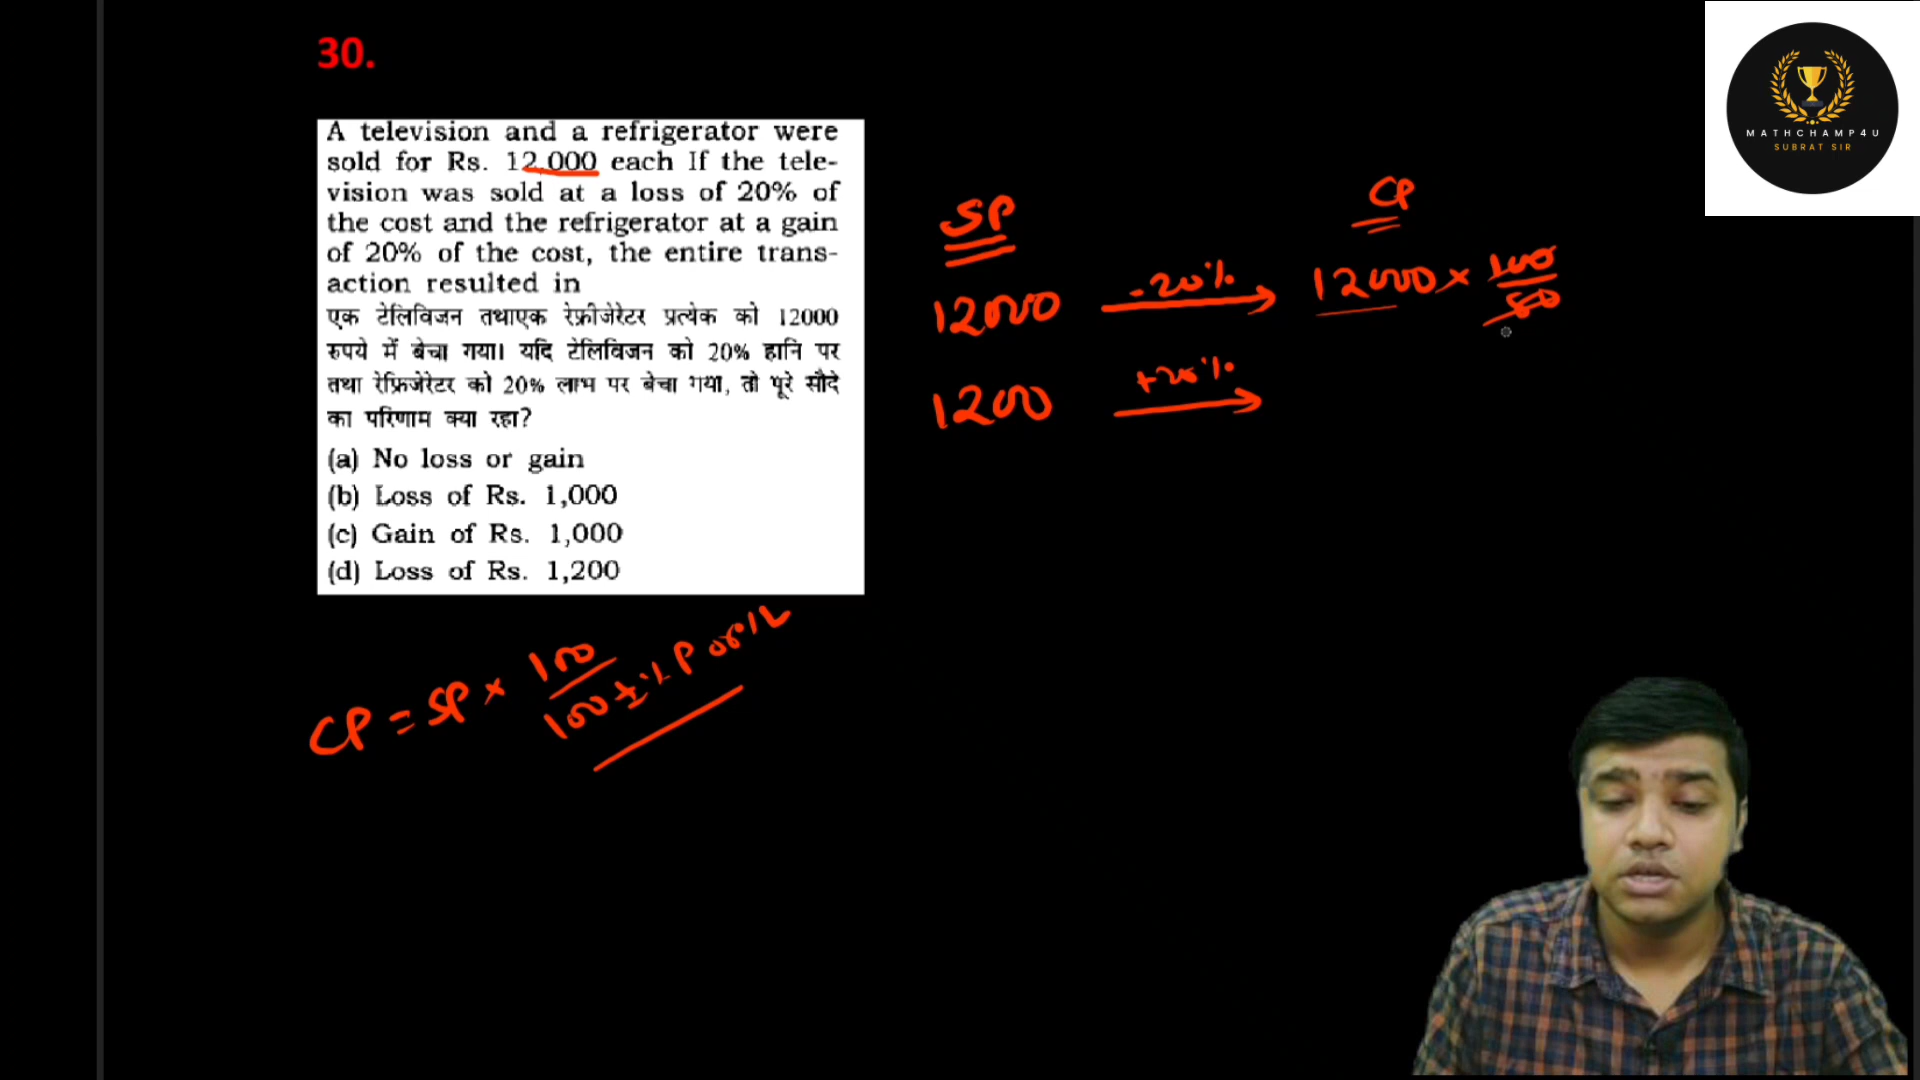 30.
A television and a refrigerator were
sold for Rs. 12,000 each If the tele-
vision was sold at a loss of 20% of
the cost and the refrigerator at a gain
of 20% of the cost, the entire trans-
action resulted in
एक टेलिविजन तथाएक रेफ्रीजेरेटर प्रत्येक को 12000
रुपये में बेचा गया। यदि टेलिविजन को 20% हानि पर
तथा रेफ्रिजेरेटर को 20% लाभ पर बेचा गया, तो पूरे सौदे
का परिणाम क्या रहा?
(a) No loss or gain
(b) Loss of Rs. 1,000
(c) Gain of Rs. 1,000
(d) Loss of Rs. 1,200
CP = SP × 100
100 ± % P or % L
SP
CP
12000 -20% 12000 × 100
80
1200 +20%
MATHCHAMP4U
SUBRAT SIR